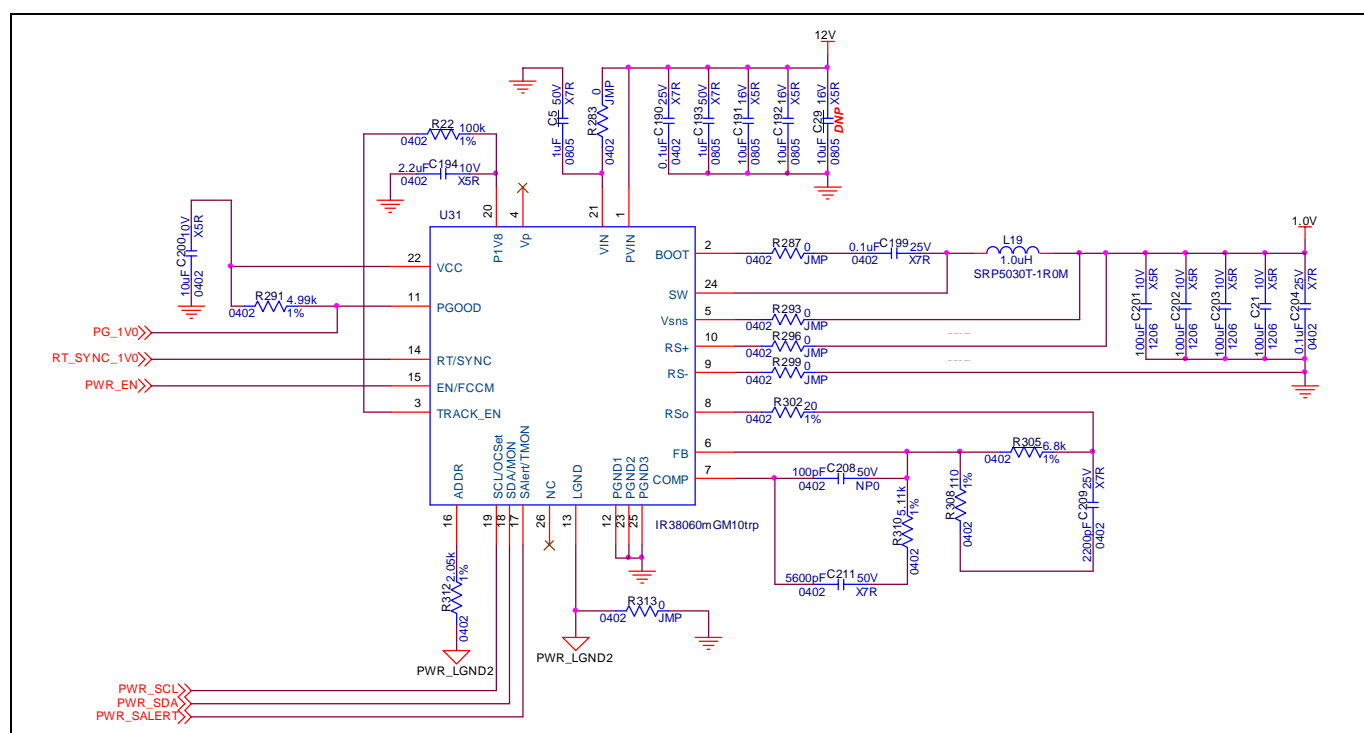 12V
C5 1uF 50V X7R 0805
R283 0 JMP 0402
C190 0.1uF 25V X7R 0402
C193 1uF 50V X7R 0805
C191 10uF 16V X5R 0805
C192 10uF 16V X5R 0805
C29 10uF 16V X5R 0805 DNP
R22 100k
0402 1%
2.2uF C194 10V
0402 X5R
C200 10uF 10V X5R 0402
U31
20 4 21 1
P1V8 Vp VIN PVIN
22 VCC
R291 4.99k
0402 1%
11 PGOOD
PG_1V0
RT_SYNC_1V0 14 RT/SYNC
PWR_EN 15 EN/FCCM
3 TRACK_EN
BOOT 2 R287 0
0402 JMP
0.1uF C199 25V
0402 X7R
L19
1.0uH
SRP5030T-1R0M
1.0V
SW 24
Vsns 5 R293 0
0402 JMP
RS+ 10 R296 0
0402 JMP
RS- 9 R299 0
0402 JMP
C201 100uF 10V X5R 1206
C202 100uF 10V X5R 1206
C203 100uF 10V X5R 1206
C21 100uF 10V X5R 1206
C204 0.1uF 25V X7R 0402
RSo 8 R302 20
0402 1%
FB 6
R305 6.8k
0402 1%
COMP 7
100pF C208 50V
0402 NP0
R310 5.11k 1% 0402
R308 110 1% 0402
C209 2200pF 25V X7R 0402
5600pF C211 50V
0402 X7R
ADDR SCL/OCSet SDA/MON SAlert/TMON NC LGND PGND1 PGND2 PGND3
16 19 18 17 26 13 12 23 25
IR38060mGM10trp
R312 2.05k 1% 0402
PWR_LGND2
R313 0
0402 JMP
PWR_LGND2
PWR_SCL
PWR_SDA
PWR_SALERT